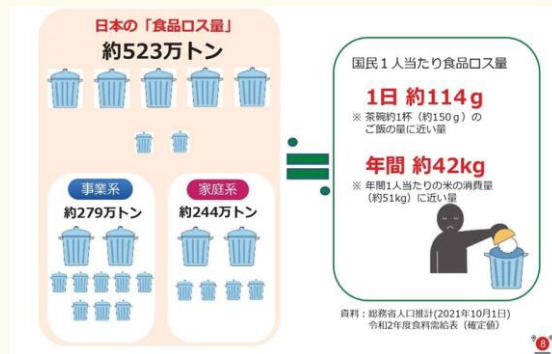 日本の「食品ロス量」
約523万トン
事業系
約279万トン
家庭系
約244万トン
国民１人当たり食品ロス量
1日 約114g
※ 茶碗約1杯（約150ｇ）の
ご飯の量に近い量
年間 約42kg
※ 年間1人当たりの米の消費量
（約51kg）に近い量
資料：総務省人口推計(2021年10月1日)
令和2年度食料需給表（確定値）
8